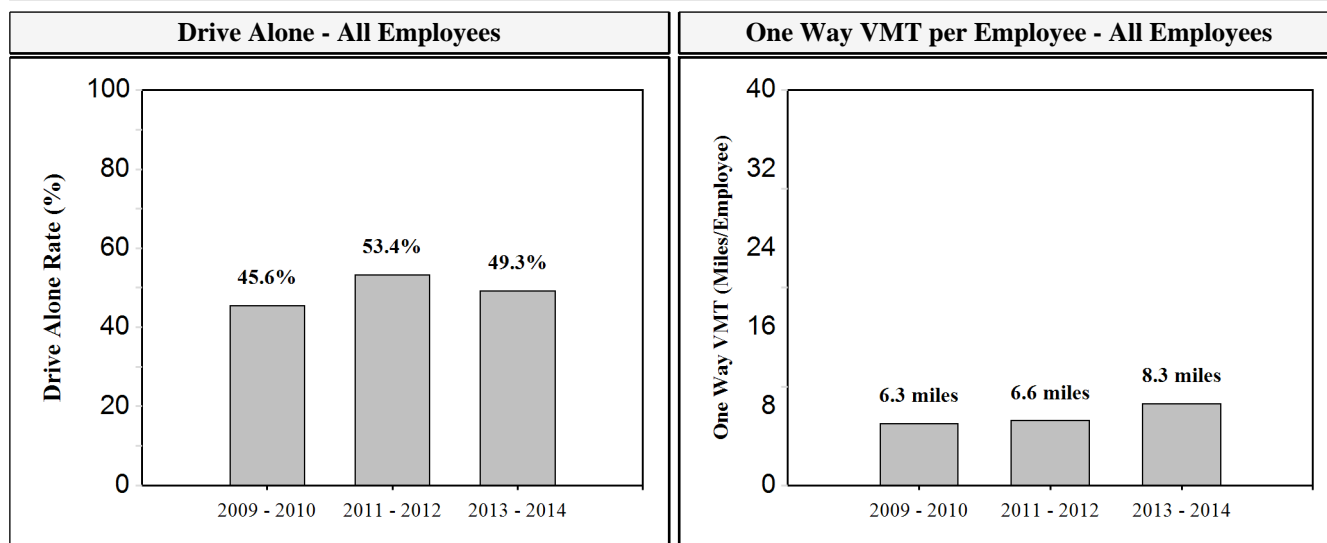 Drive Alone - All Employees
100
80
60
40
20
0
Drive Alone Rate (%)
45.6%
53.4%
49.3%
2009 - 2010
2011 - 2012
2013 - 2014
One Way VMT per Employee - All Employees
40
32
24
16
8
0
One Way VMT (Miles/Employee)
6.3 miles
6.6 miles
8.3 miles
2009 - 2010
2011 - 2012
2013 - 2014